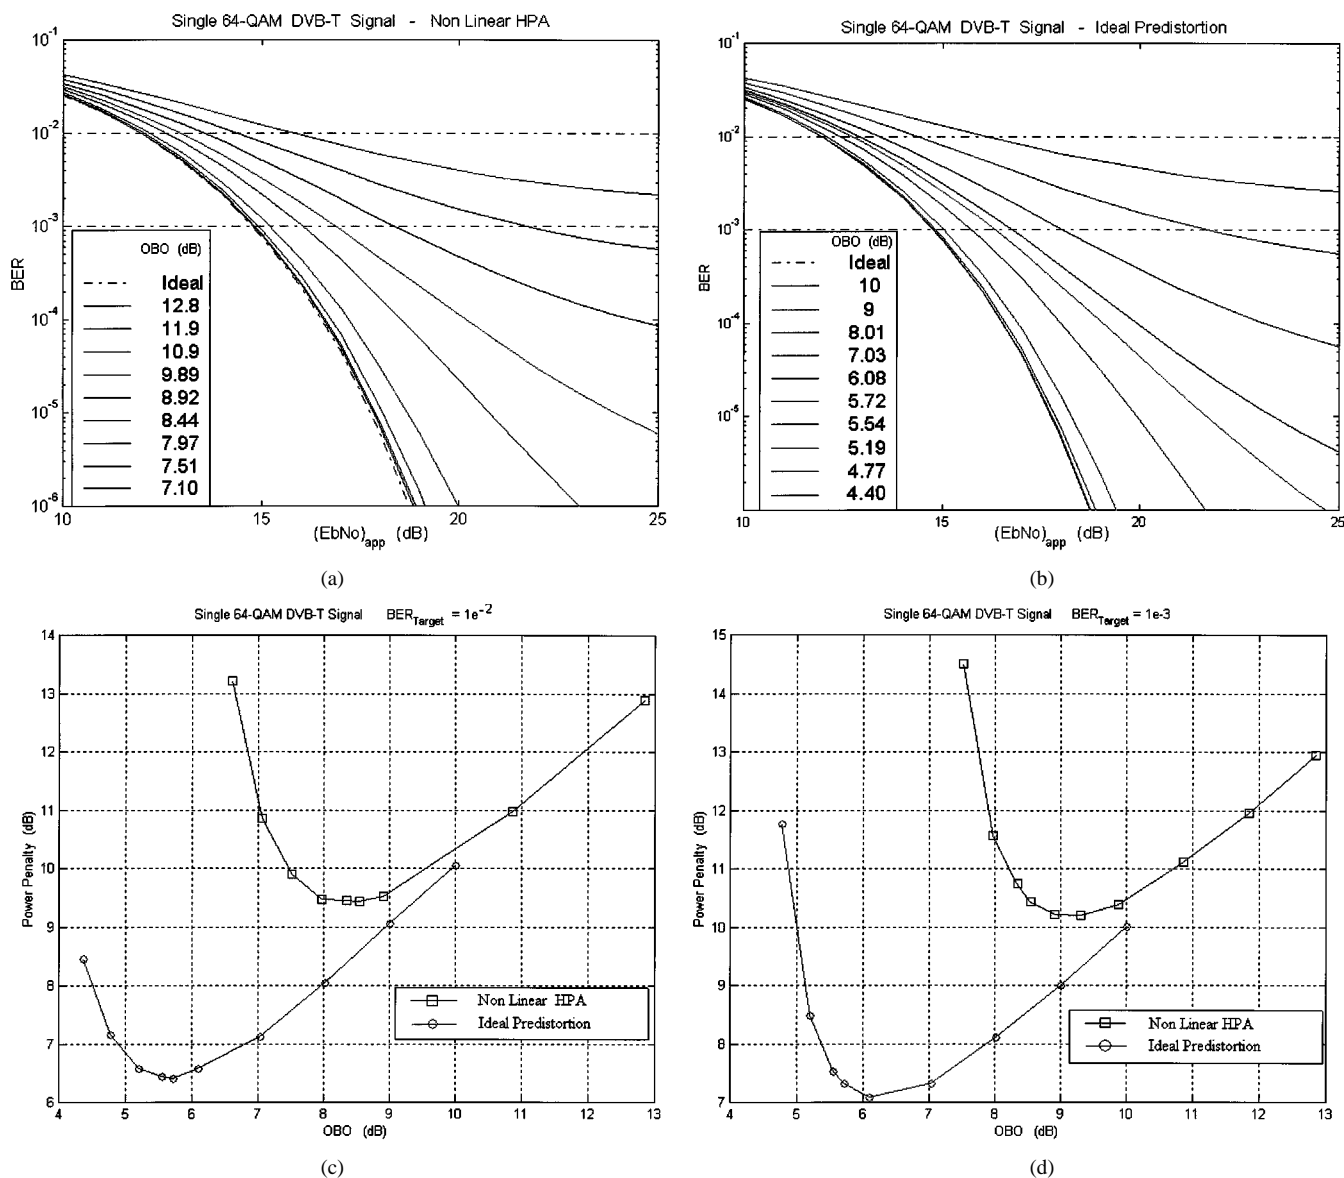 Single 64-QAM DVB-T Signal - Non Linear HPA
10^-1
10^-2
10^-3
10^-4
10^-5
10^-6
BER
OBO (dB)
Ideal
12.8
11.9
10.9
9.89
8.92
8.44
7.97
7.51
7.10
10 15 20 25
(EbNo)app (dB)
(a)
Single 64-QAM DVB-T Signal - Ideal Predistortion
10^-1
10^-2
10^-3
10^-4
10^-5
BER
OBO (dB)
Ideal
10
9
8.01
7.03
6.08
5.72
5.54
5.19
4.77
4.40
10 15 20 25
(EbNo)app (dB)
(b)
Single 64-QAM DVB-T Signal BER_Target = 1e^-2
14
13
12
11
10
9
8
7
6
Power Penalty (dB)
Non Linear HPA
Ideal Predistortion
4 5 6 7 8 9 10 11 12 13
OBO (dB)
(c)
Single 64-QAM DVB-T Signal BER_Target = 1e-3
15
14
13
12
11
10
9
8
7
Power Penalty (dB)
Non Linear HPA
Ideal Predistortion
4 5 6 7 8 9 10 11 12 13
OBO (dB)
(d)